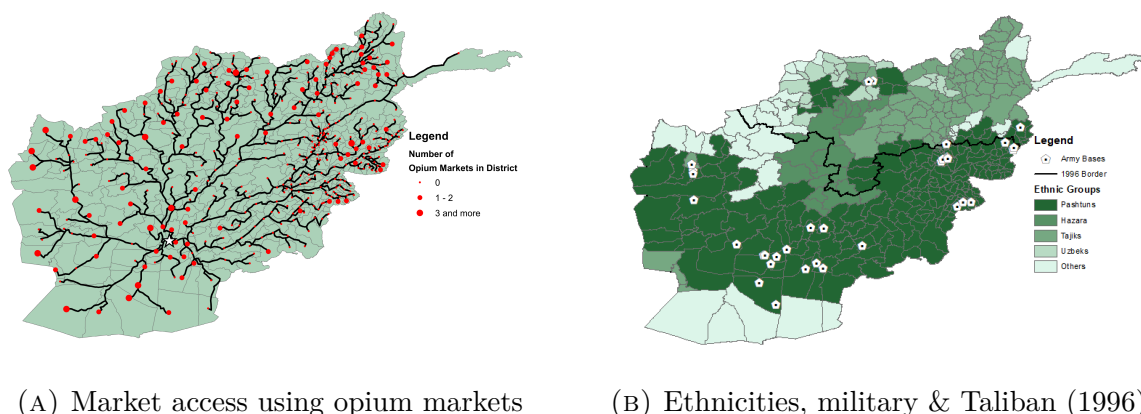 Legend
Number of
Opium Markets in District
0
1 - 2
3 and more
Legend
Army Bases
1996 Border
Ethnic Groups
Pashtuns
Hazara
Tajiks
Uzbeks
Others
(A) Market access using opium markets
(B) Ethnicities, military & Taliban (1996)